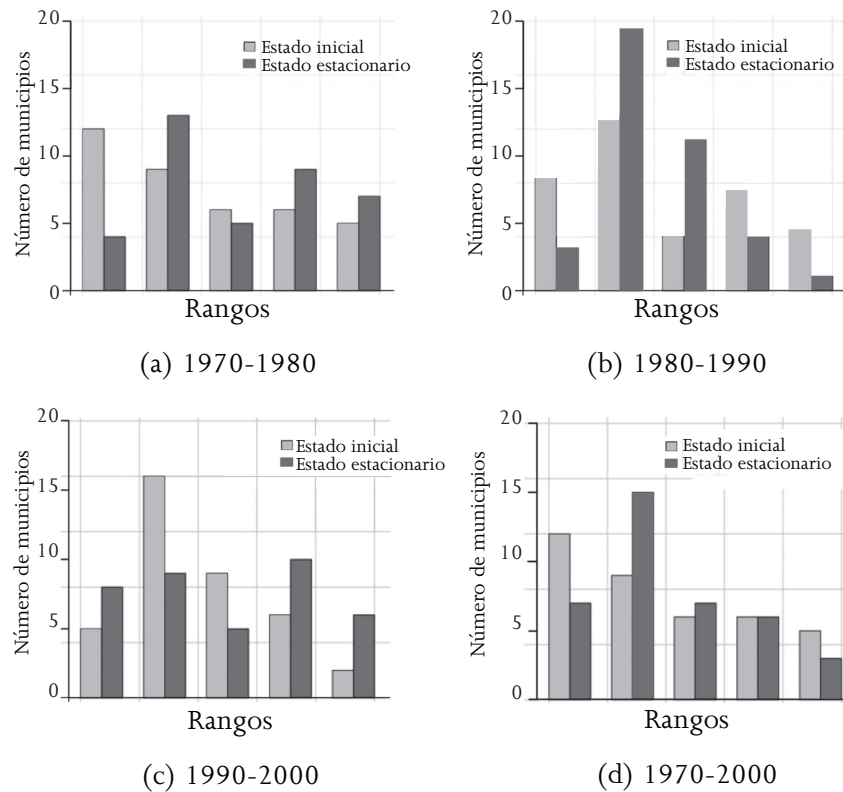 20
15
10
5
0
Número de municipios
Estado inicial
Estado estacionario
Rangos
(a) 1970-1980
20
15
10
5
0
Número de municipios
Estado inicial
Estado estacionario
Rangos
(b) 1980-1990
20
15
10
5
0
Número de municipios
Estado inicial
Estado estacionario
Rangos
(c) 1990-2000
20
15
10
5
0
Número de municipios
Estado inicial
Estado estacionario
Rangos
(d) 1970-2000